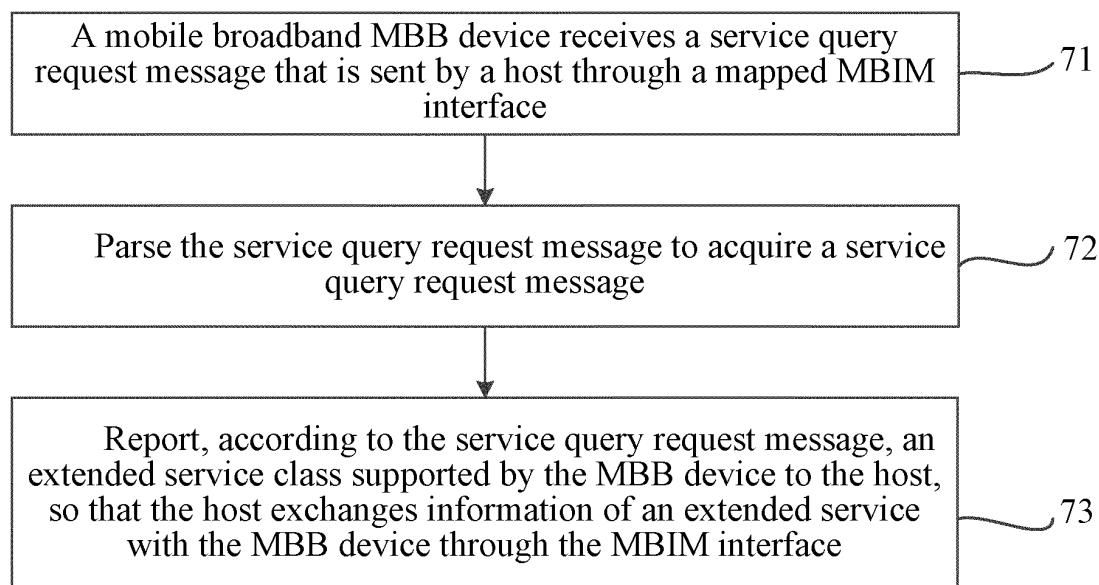 A mobile broadband MBB device receives a service query
request message that is sent by a host through a mapped MBIM
interface
71
Parse the service query request message to acquire a service
query request message
72
Report, according to the service query request message, an
extended service class supported by the MBB device to the host,
so that the host exchanges information of an extended service
with the MBB device through the MBIM interface
73